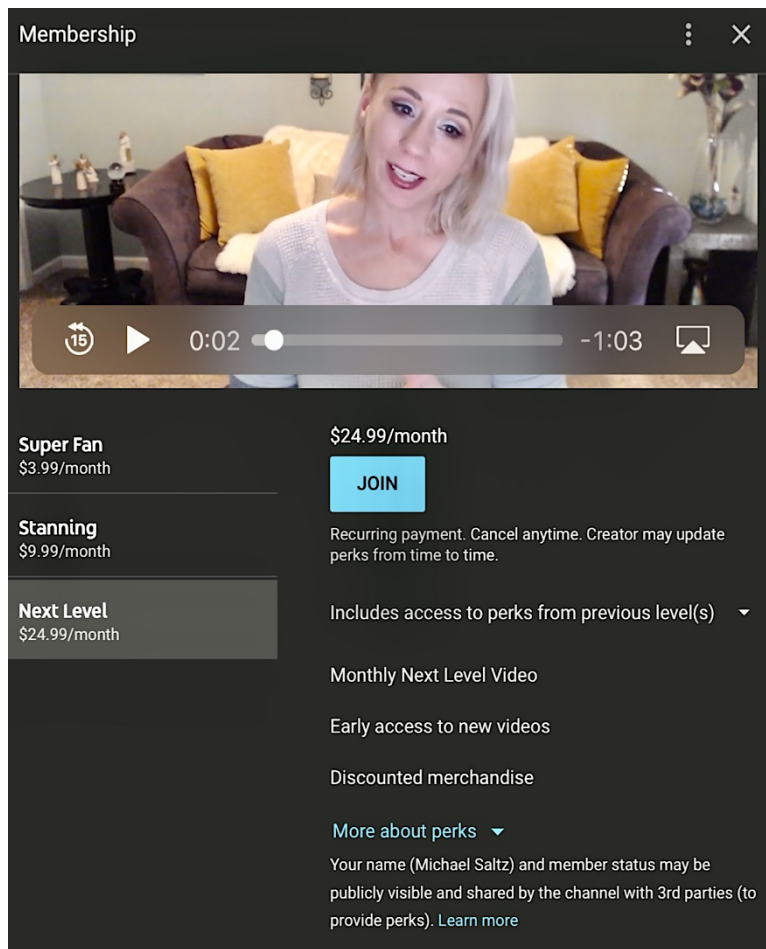 Membership
15
0:02
-1:03
Super Fan
$3.99/month
Stanning
$9.99/month
Next Level
$24.99/month
$24.99/month
JOIN
Recurring payment. Cancel anytime. Creator may update
perks from time to time.
Includes access to perks from previous level(s)
Monthly Next Level Video
Early access to new videos
Discounted merchandise
More about perks
Your name (Michael Saltz) and member status may be
publicly visible and shared by the channel with 3rd parties (to
provide perks). Learn more